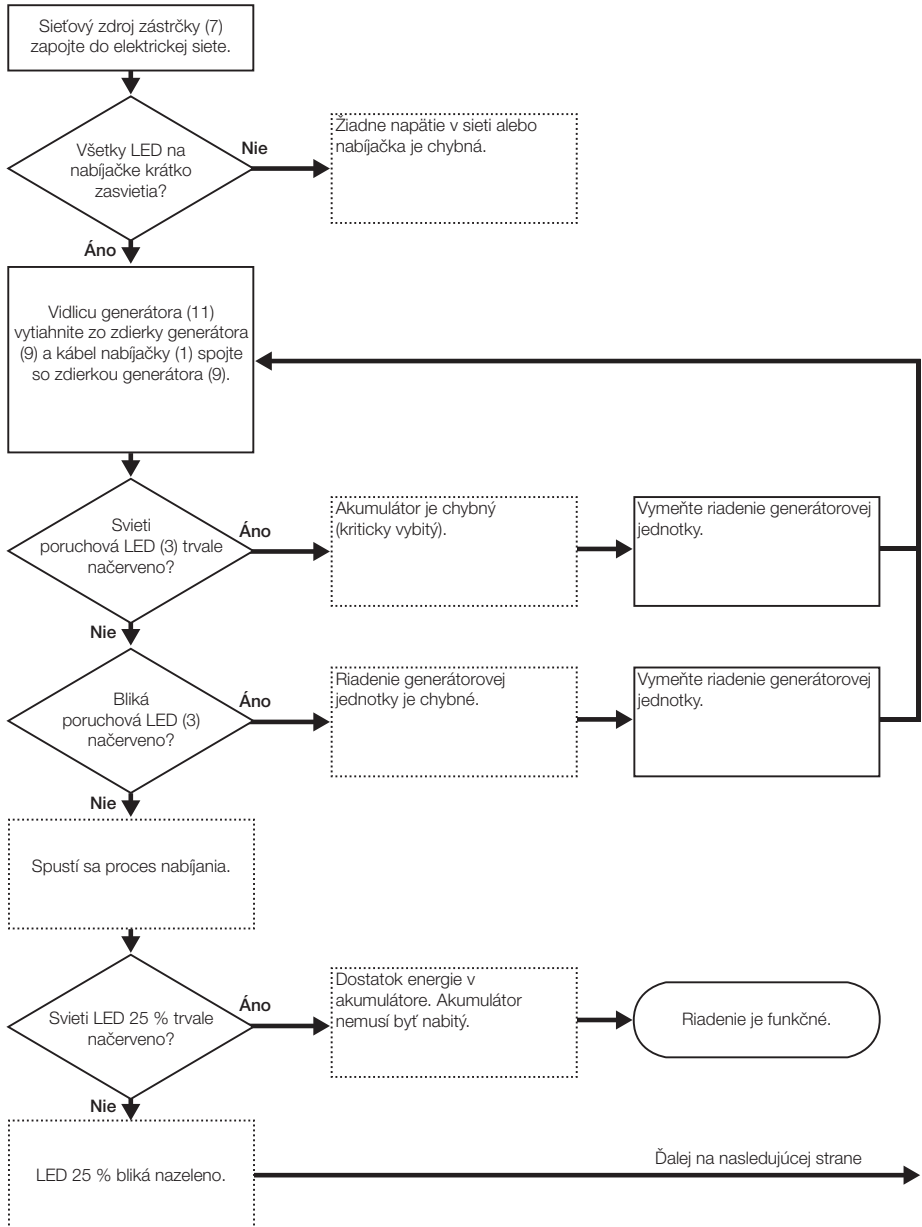 Sieťový zdroj zástrčky (7)
zapojte do elektrickej siete.
Všetky LED na
nabíjačke krátko
zasvietia?
Nie
Žiadne napätie v sieti alebo
nabíjačka je chybná.
Áno
Vidlicu generátora (11)
vytiahnite zo zdierky generátora
(9) a kábel nabíjačky (1) spojte
so zdierkou generátora (9).
Svieti
poruchová LED (3) trvale
načerveno?
Áno
Akumulátor je chybný
(kriticky vybitý).
Vymeňte riadenie generátorovej
jednotky.
Nie
Bliká
poruchová LED (3)
načerveno?
Áno
Riadenie generátorovej
jednotky je chybné.
Vymeňte riadenie generátorovej
jednotky.
Nie
Spustí sa proces nabíjania.
Svieti LED 25 % trvale
načerveno?
Áno
Dostatok energie v
akumulátore. Akumulátor
nemusí byť nabitý.
Riadenie je funkčné.
Nie
LED 25 % bliká nazeleno.
Ďalej na nasledujúcej strane